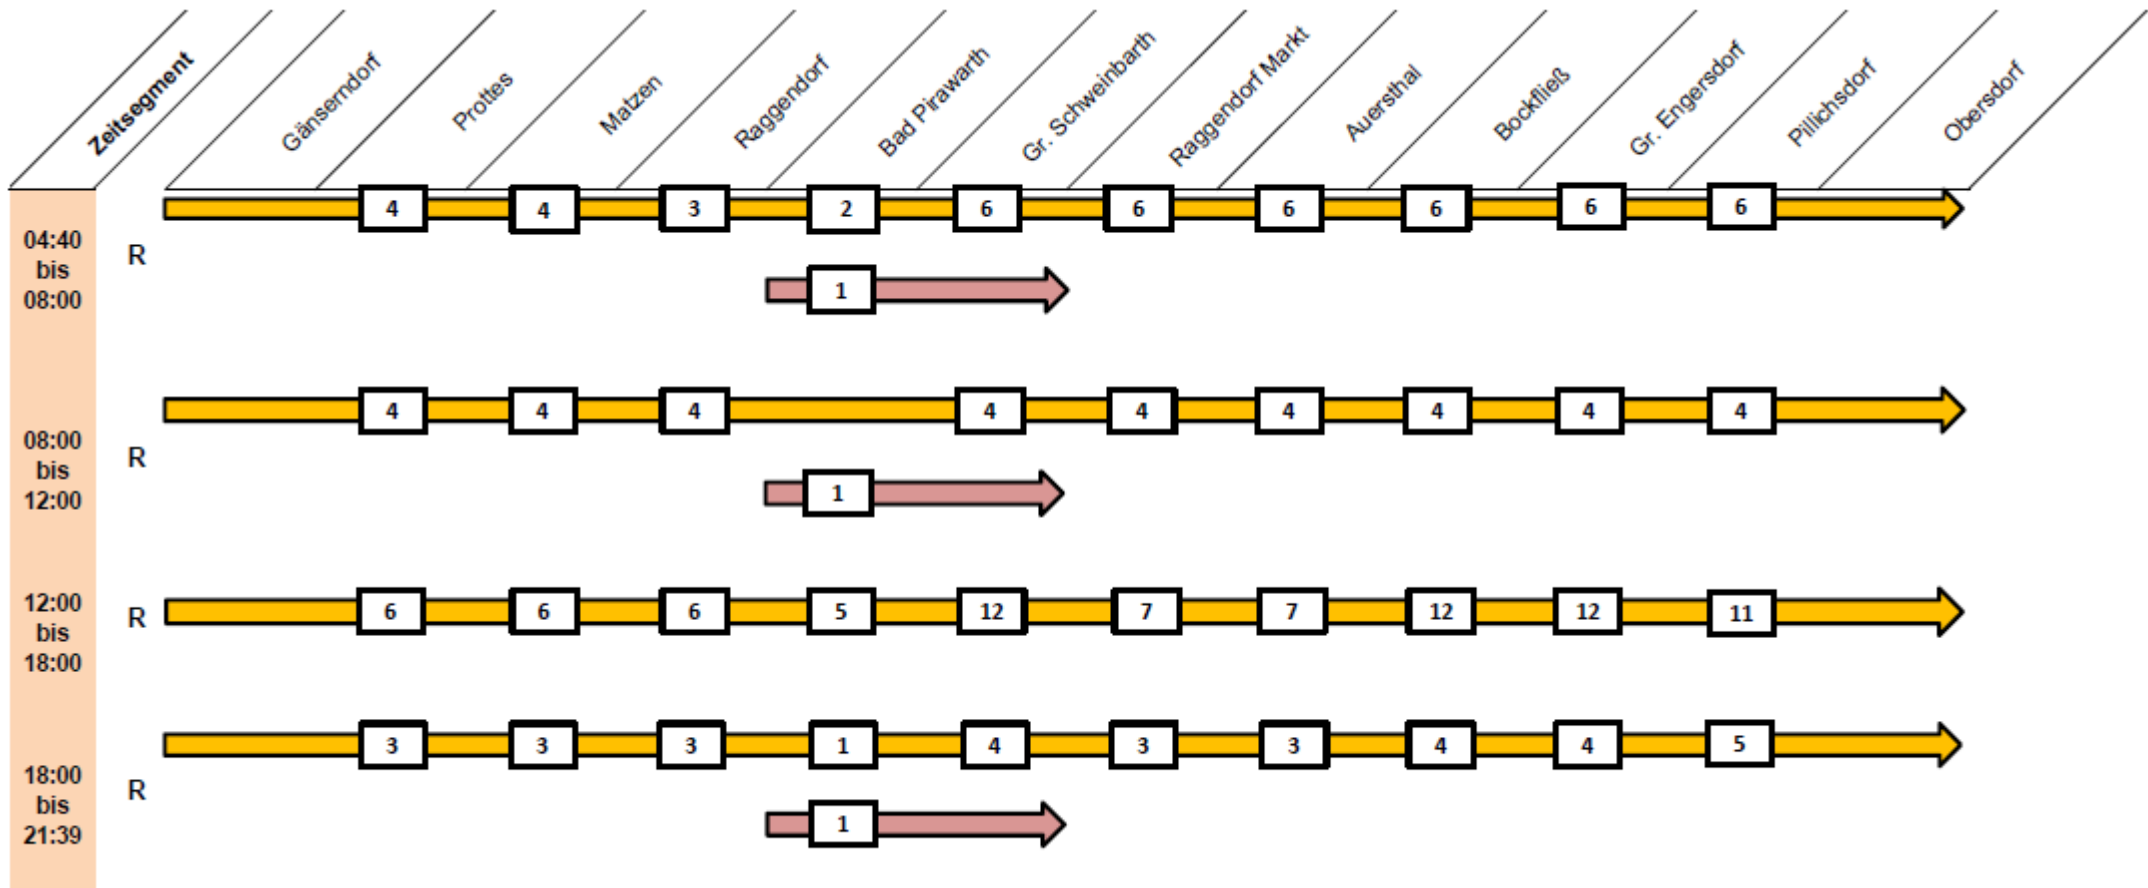 Zeitsegment Gänserndorf Prottes Matzen Raggendorf Bad Pirawarth Gr. Schweinbarth Raggendorf Markt Auersthal Bockfließ Gr. Engersdorf Pillichsdorf Obersdorf
4 4 3 2 6 6 6 6 6 6
04:40
bis
08:00
R
1
4 4 4 4 4 4 4 4 4
08:00
bis
12:00
R
1
12:00
bis
18:00
R
6 6 6 5 12 7 7 12 12 11
3 3 3 1 4 3 3 4 4 5
18:00
bis
21:39
R
1